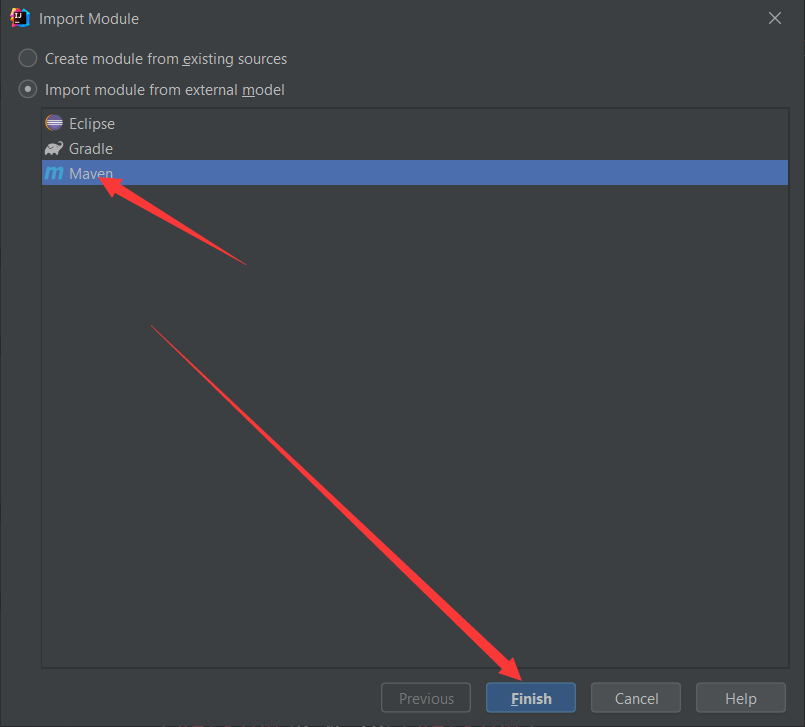 Import Module
Create module from existing sources
Import module from external model
Eclipse
Gradle
Maven
Previous Finish Cancel Help